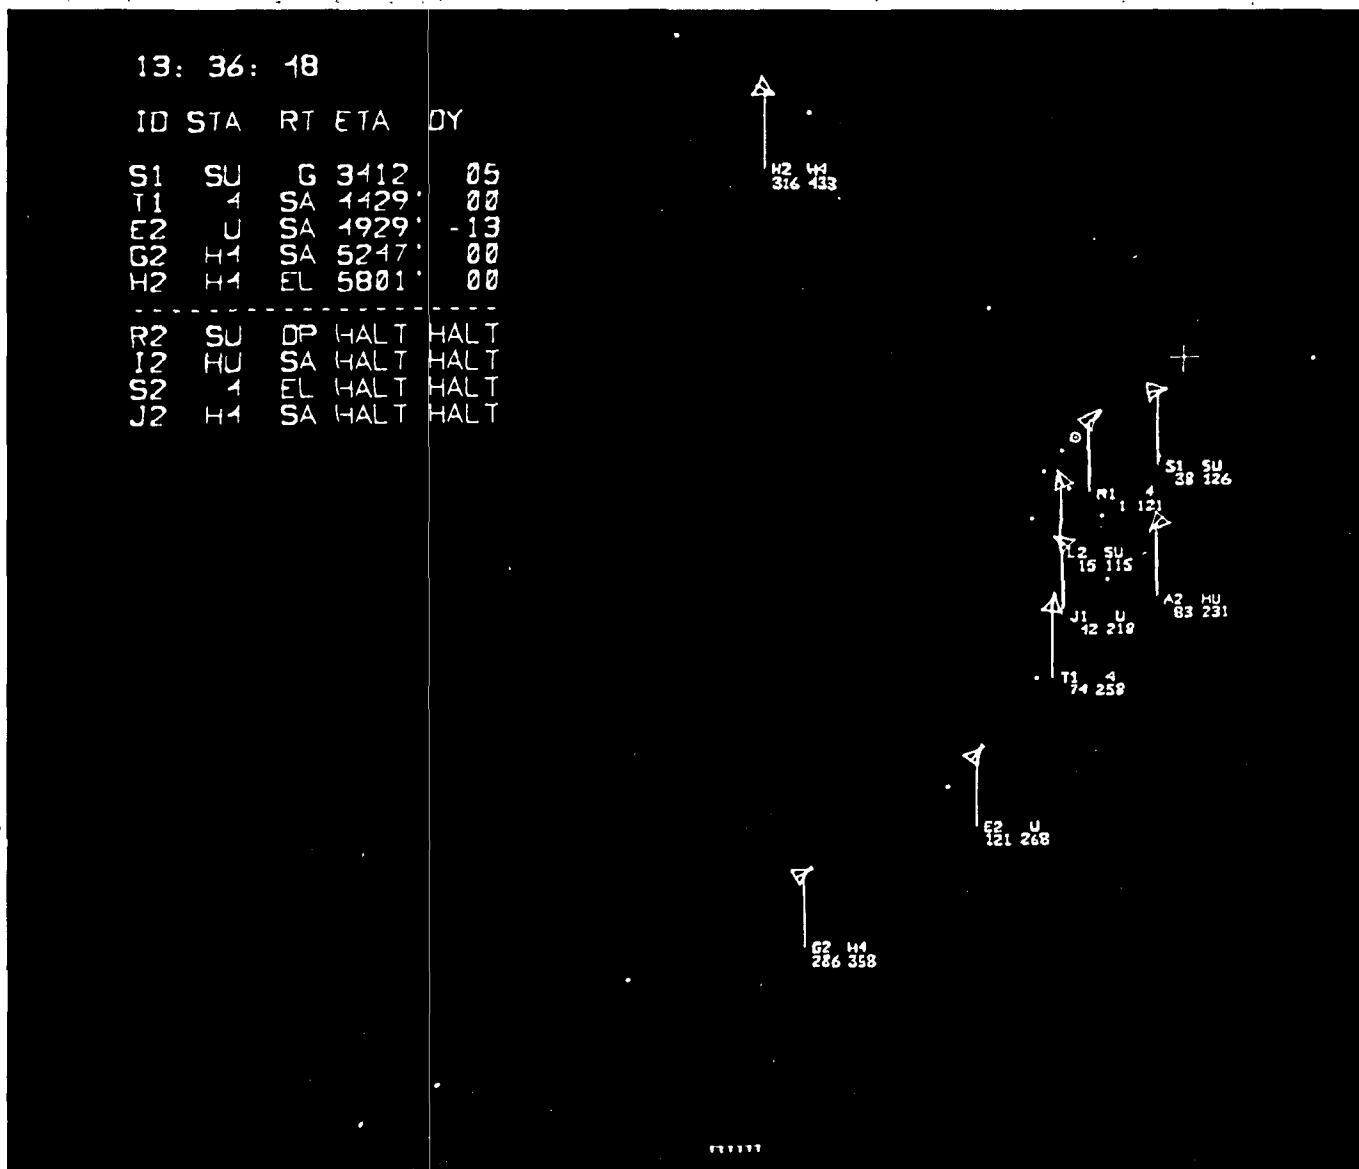 13: 36: 48
ID STA RT ETA DY
S1 SU G 3412 05
T1 4 SA 4429' 00
E2 U SA 4929' -13
G2 H4 SA 5247' 00
H2 H4 EL 5801' 00
R2 SU DP HALT HALT
I2 HU SA HALT HALT
S2 4 EL HALT HALT
J2 H4 SA HALT HALT
H2 H4
316 433
S1 SU
38 126
R1 4
1 121
L2 SU
15 115
A2 HU
83 231
J1 U
42 218
T1 4
74 258
E2 U
121 268
G2 H4
286 358